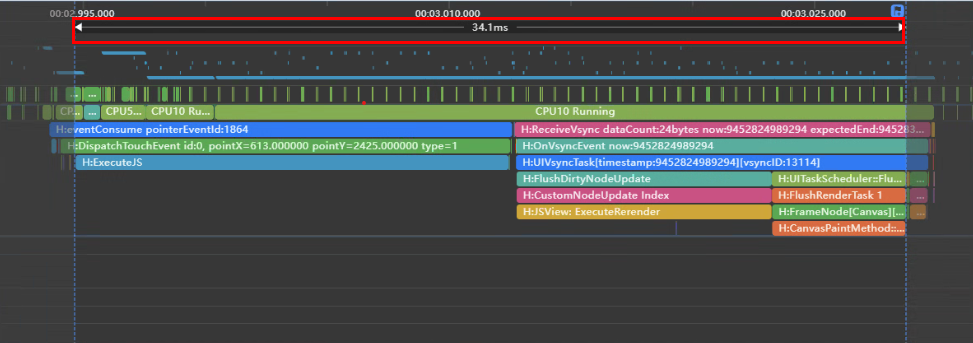 00:02.995.000 00:03.010.000 00:03.025.000
34.1ms
... ...
CP... ... CPU5... CPU10 Ru... CPU10 Running
H:eventConsume pointerEventId:1864 H:ReceiveVsync dataCount:24bytes now:9452824989294 expectedEnd:945283...
H:DispatchTouchEvent id:0, pointX=613.000000 pointY=2425.000000 type=1 H:OnVsyncEvent now:9452824989294
H:ExecuteJS H:UIVsyncTask[timestamp:9452824989294][vsyncID:13114]
H:FlushDirtyNodeUpdate H:UITaskScheduler::Flu... ...
H:CustomNodeUpdate Index H:FlushRenderTask 1 ...
H:JSView: ExecuteRerender H:FrameNode[Canvas][... ...
H:CanvasPaintMethod::...